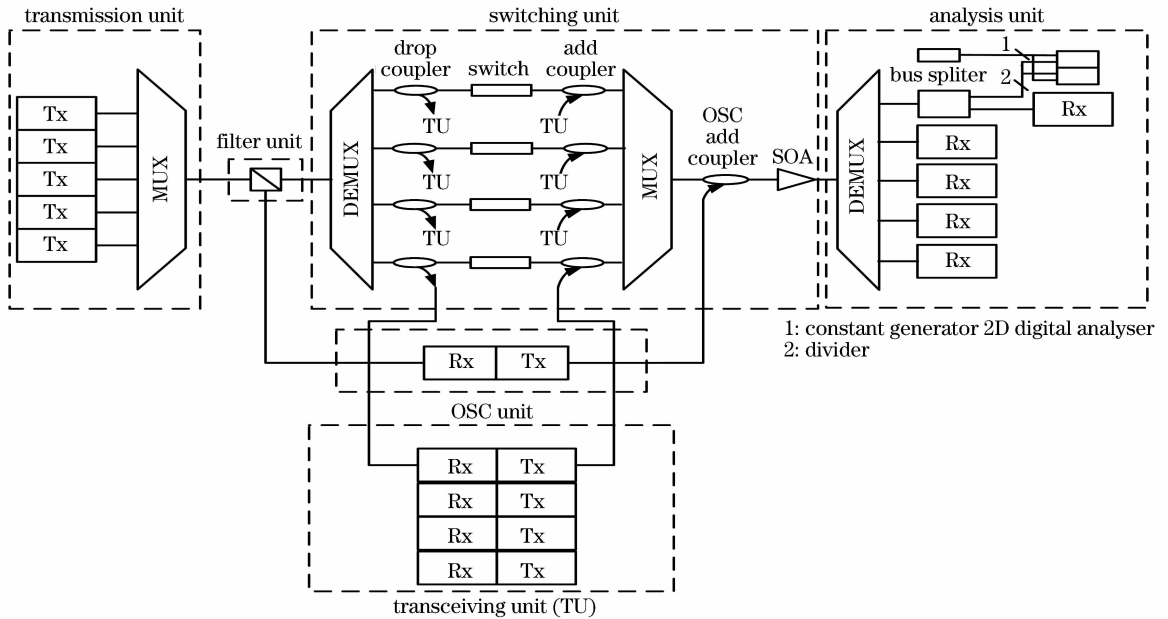 transmission unit
switching unit
analysis unit
Tx
Tx
Tx
Tx
Tx
MUX
filter unit
DEMUX
drop
coupler
switch
add
coupler
TU
TU
TU
TU
TU
TU
MUX
OSC
add
coupler
SOA
DEMUX
bus spliter
1
2
Rx
Rx
Rx
Rx
Rx
1: constant generator 2D digital analyser
2: divider
Rx
Tx
OSC unit
Rx
Tx
Rx
Tx
Rx
Tx
Rx
Tx
transceiving unit (TU)